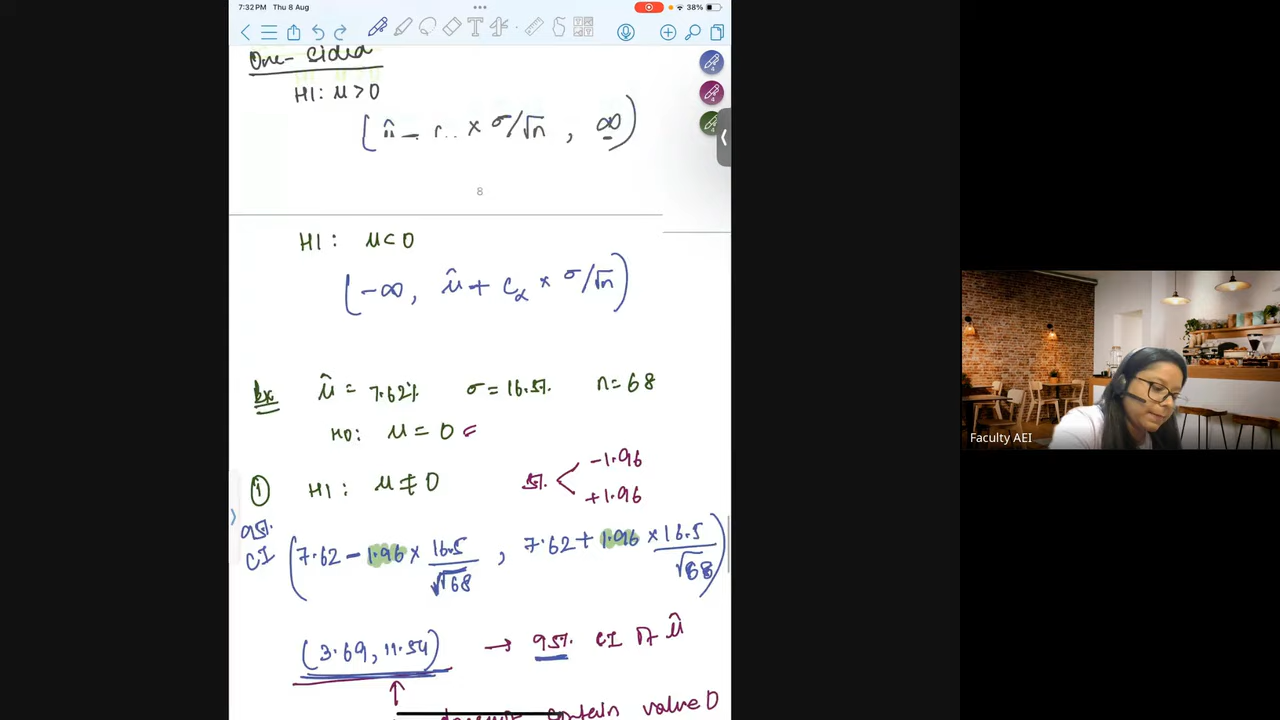 7:32 PM Thu 8 Aug
38%
One-sided
H1: μ > 0
× σ/√n , ∞)
8
H1: μ < 0
(-∞, μ̂ + Cα × σ/√n)
Ex μ̂ = 7.62% σ = 16.5% n = 68
H0: μ = 0
① H1: μ ≠ 0
5% < -1.96
+1.96
95% CI (7.62 - 1.96 × 16.5/√68 , 7.62 + 1.96 × 16.5/√68)
(3.69, 11.54) → 95% CI of μ̂
contain value 0
Faculty AEI